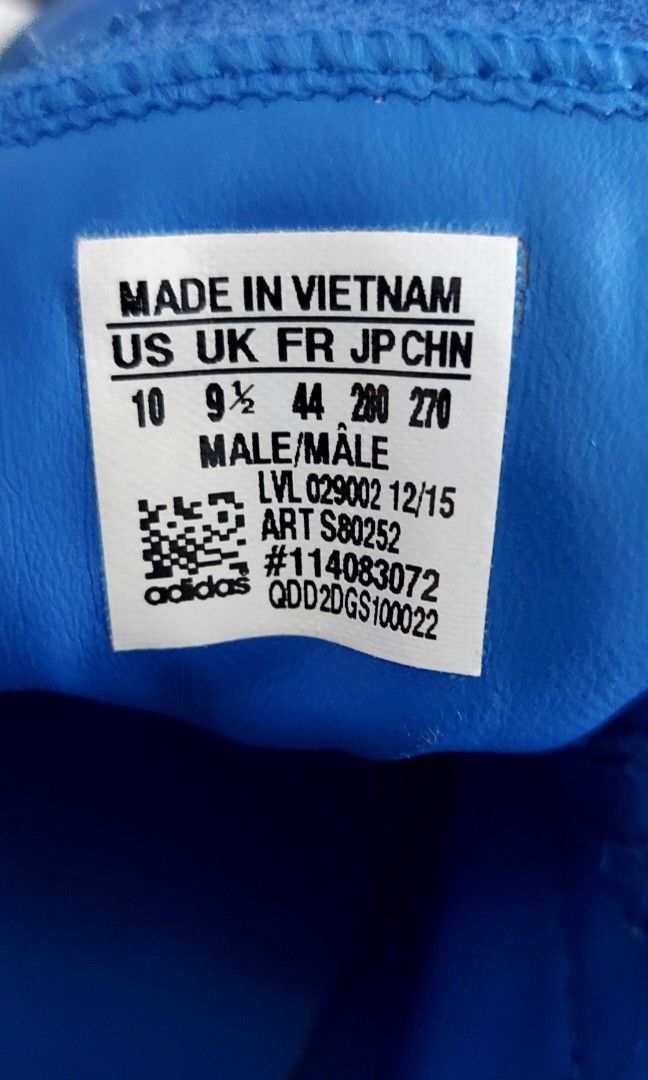 MADE IN VIETNAM
US UK FR JP CHN
10 9½ 44 280 270
MALE/MÂLE
LVL 029002 12/15
ART S80252
#114083072
adidas
QDD2DGS100022